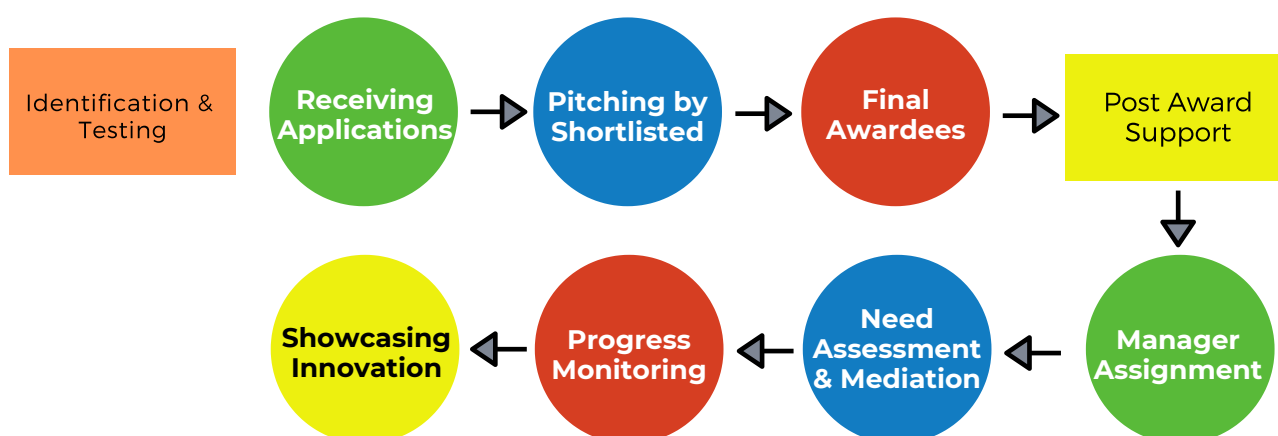 Identification &
Testing
Receiving
Applications
Pitching by
Shortlisted
Final
Awardees
Post Award
Support
Manager
Assignment
Need
Assessment
& Mediation
Progress
Monitoring
Showcasing
Innovation